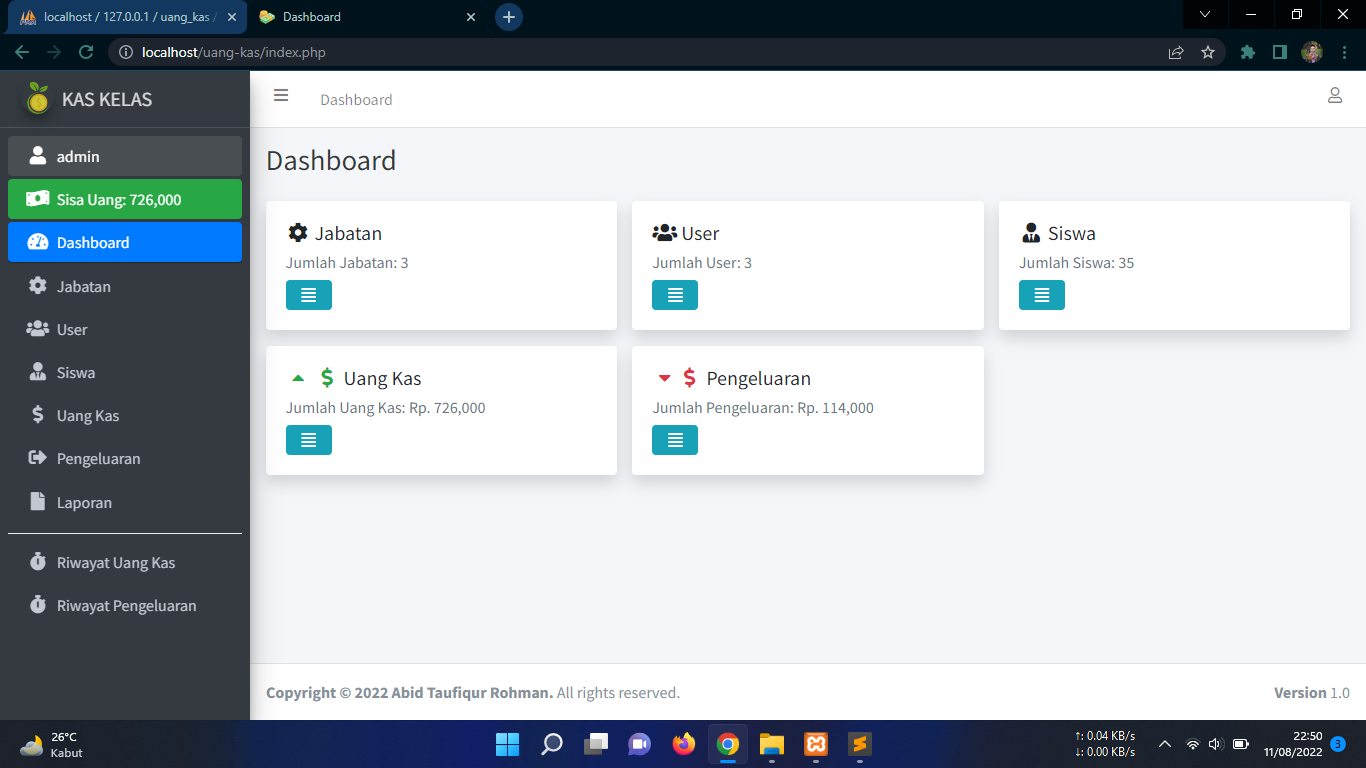 localhost / 127.0.0.1 / uang_kas /
Dashboard
localhost/uang-kas/index.php
KAS KELAS
Dashboard
admin
Sisa Uang: 726,000
Dashboard
Jabatan
User
Siswa
Uang Kas
Pengeluaran
Laporan
Riwayat Uang Kas
Riwayat Pengeluaran
Dashboard
Jabatan
Jumlah Jabatan: 3
User
Jumlah User: 3
Siswa
Jumlah Siswa: 35
Uang Kas
Jumlah Uang Kas: Rp. 726,000
Pengeluaran
Jumlah Pengeluaran: Rp. 114,000
Copyright © 2022 Abid Taufiqur Rohman. All rights reserved.
Version 1.0
26°C
Kabut
↑: 0.04 KB/s
↓: 0.00 KB/s
22:50
11/08/2022
3